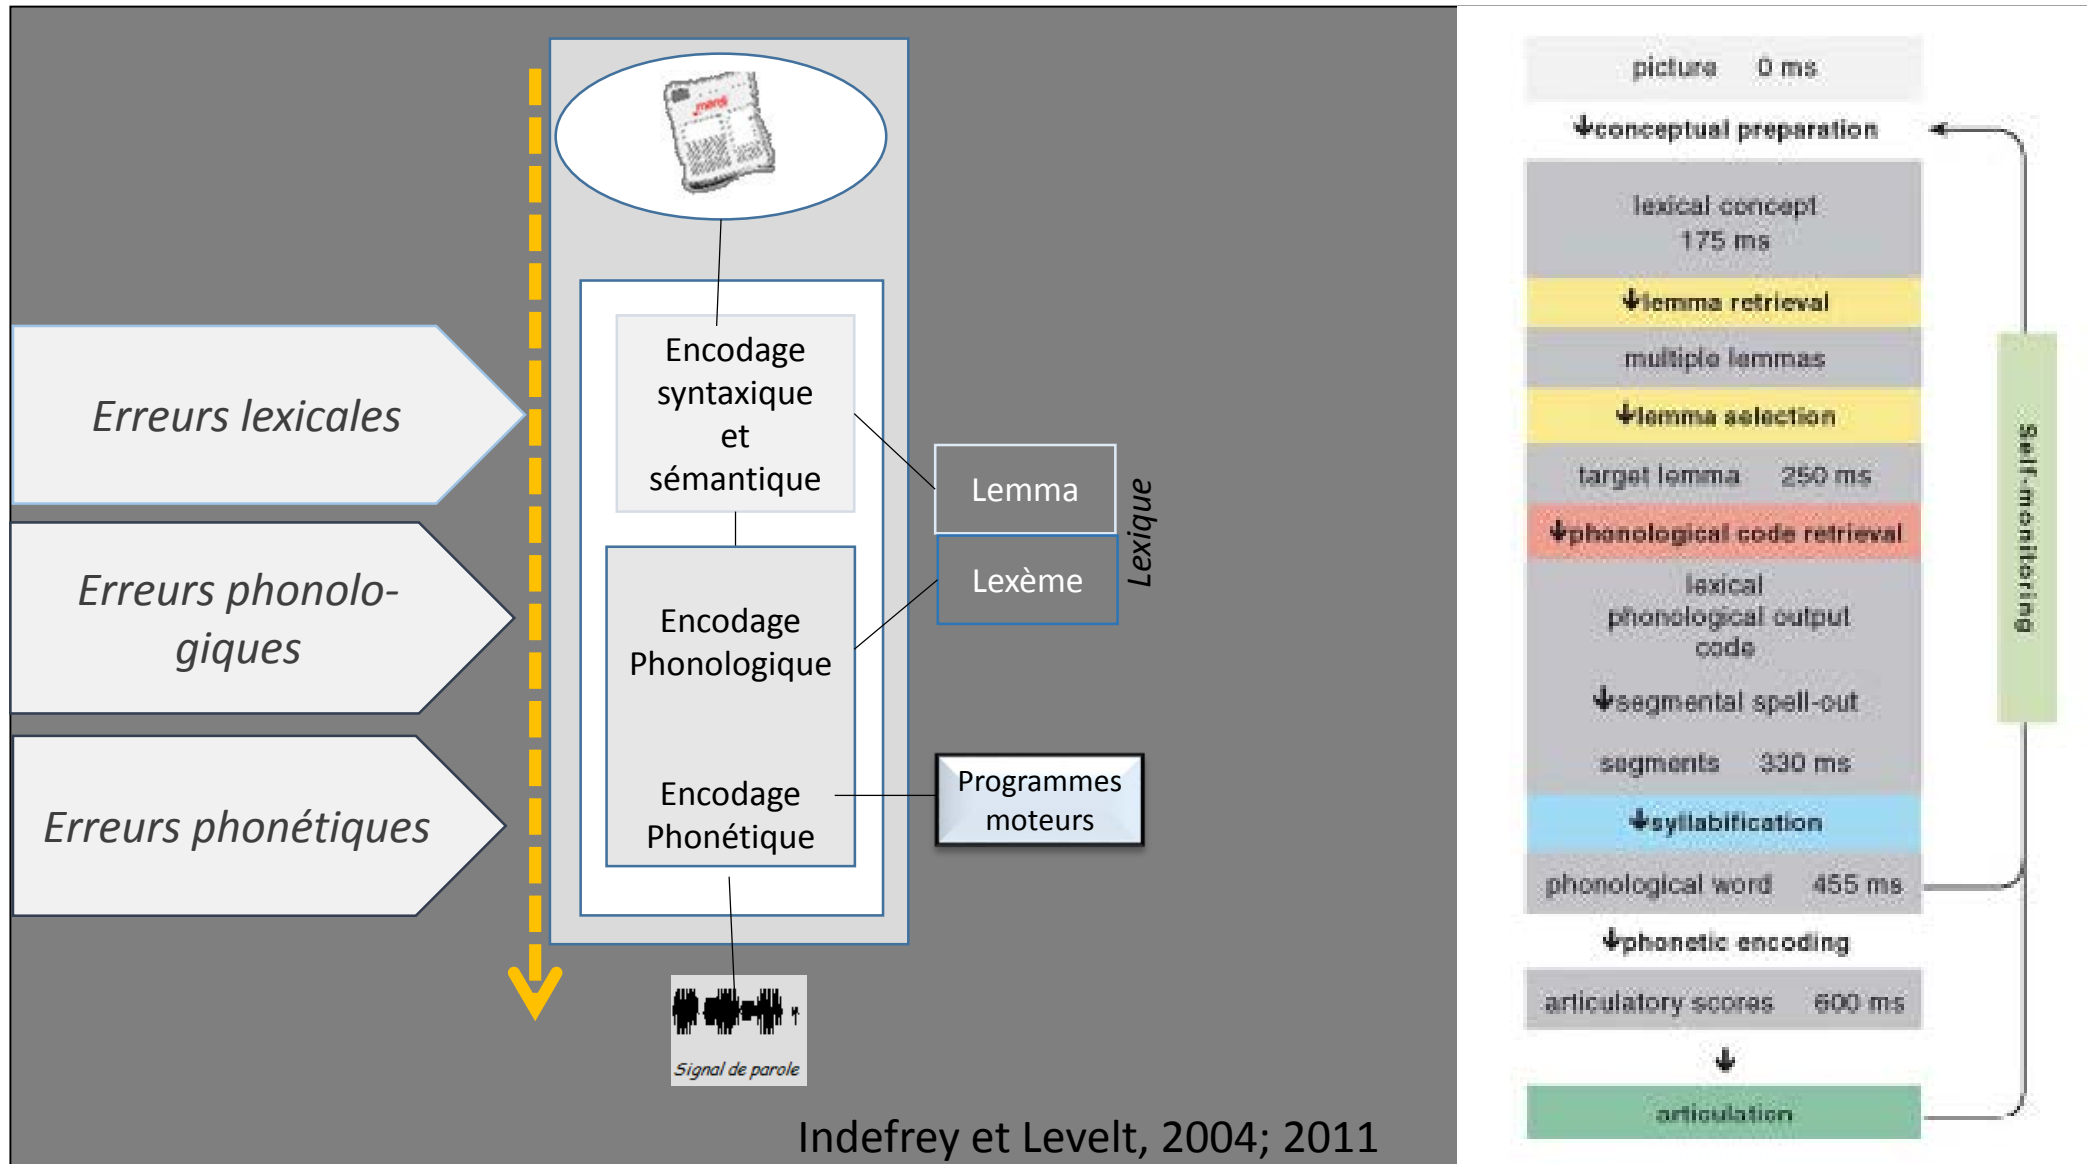 mardi
Erreurs lexicales
Erreurs phonolo-
giques
Erreurs phonétiques
Encodage
syntaxique
et
sémantique
Encodage
Phonologique
Encodage
Phonétique
Lemma
Lexème
Lexique
Programmes
moteurs
Signal de parole
Indefrey et Levelt, 2004; 2011
picture 0 ms
conceptual preparation
lexical concept
175 ms
lemma retrieval
multiple lemmas
lemma selection
target lemma 250 ms
phonological code retrieval
lexical
phonological output
code
segmental spell-out
segments 330 ms
syllabification
phonological word 455 ms
phonetic encoding
articulatory scores 600 ms
articulation
Self-monitoring